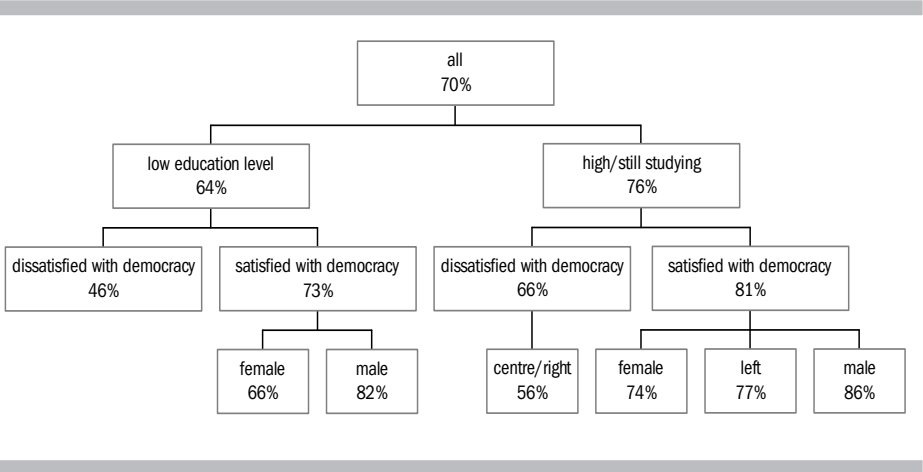 all
70%
low education level
64%
high/still studying
76%
dissatisfied with democracy
46%
satisfied with democracy
73%
dissatisfied with democracy
66%
satisfied with democracy
81%
female
66%
male
82%
centre/right
56%
female
74%
left
77%
male
86%